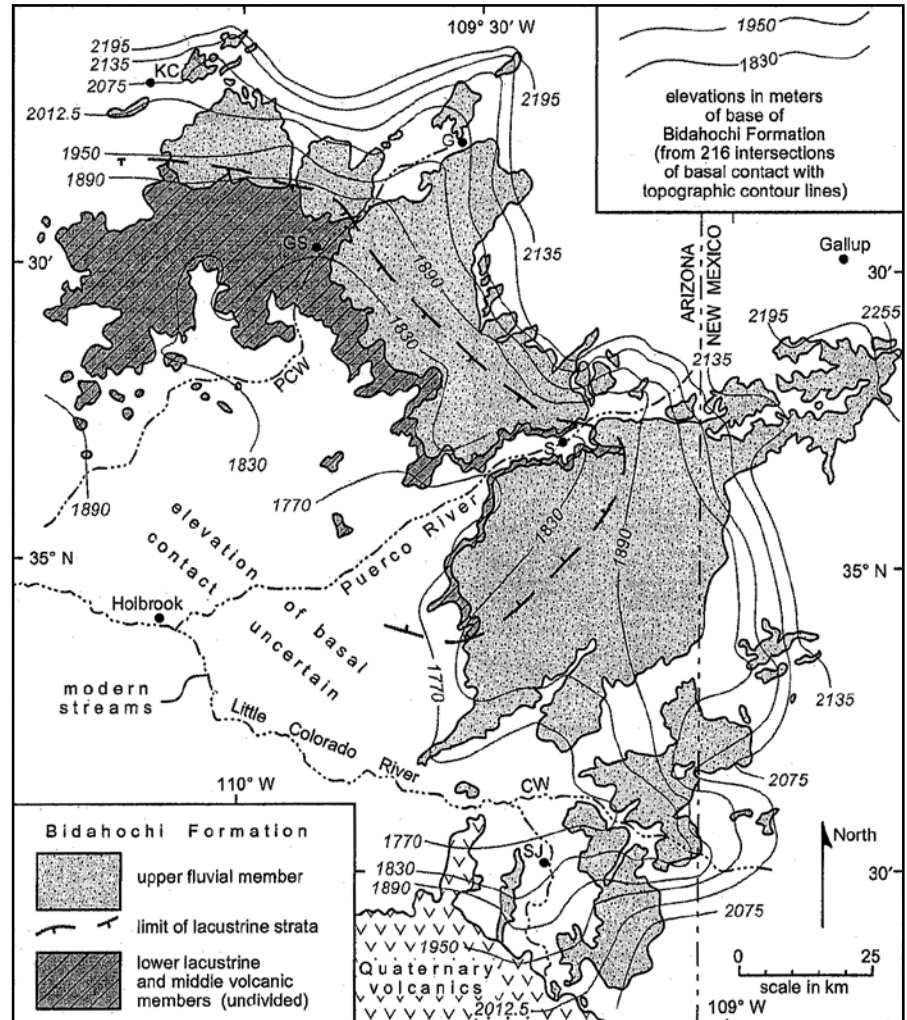 109° 30′ W
2195
2135
KC
2075
2012.5
2195
G
1950
1890
2135
GS
30′
1890
1830
PCW
1950
1830
elevations in meters
of base of
Bidahochi Formation
(from 216 intersections
of basal contact with
topographic contour lines)
Gallup
30′
ARIZONA
NEW MEXICO
2195
2255
2135
S
1830
1890
1770
elevation
contact
of basal
uncertain
Puerco River
1830
1890
35° N
35° N
Holbrook
modern
streams
1770
2135
Little Colorado River
110° W
CW
2075
1770
SJ
1830
1890
30′
2075
1950
Quaternary
volcanics
2012.5
109° W
North
0 25
scale in km
Bidahochi Formation
upper fluvial member
limit of lacustrine strata
lower lacustrine
and middle volcanic
members (undivided)